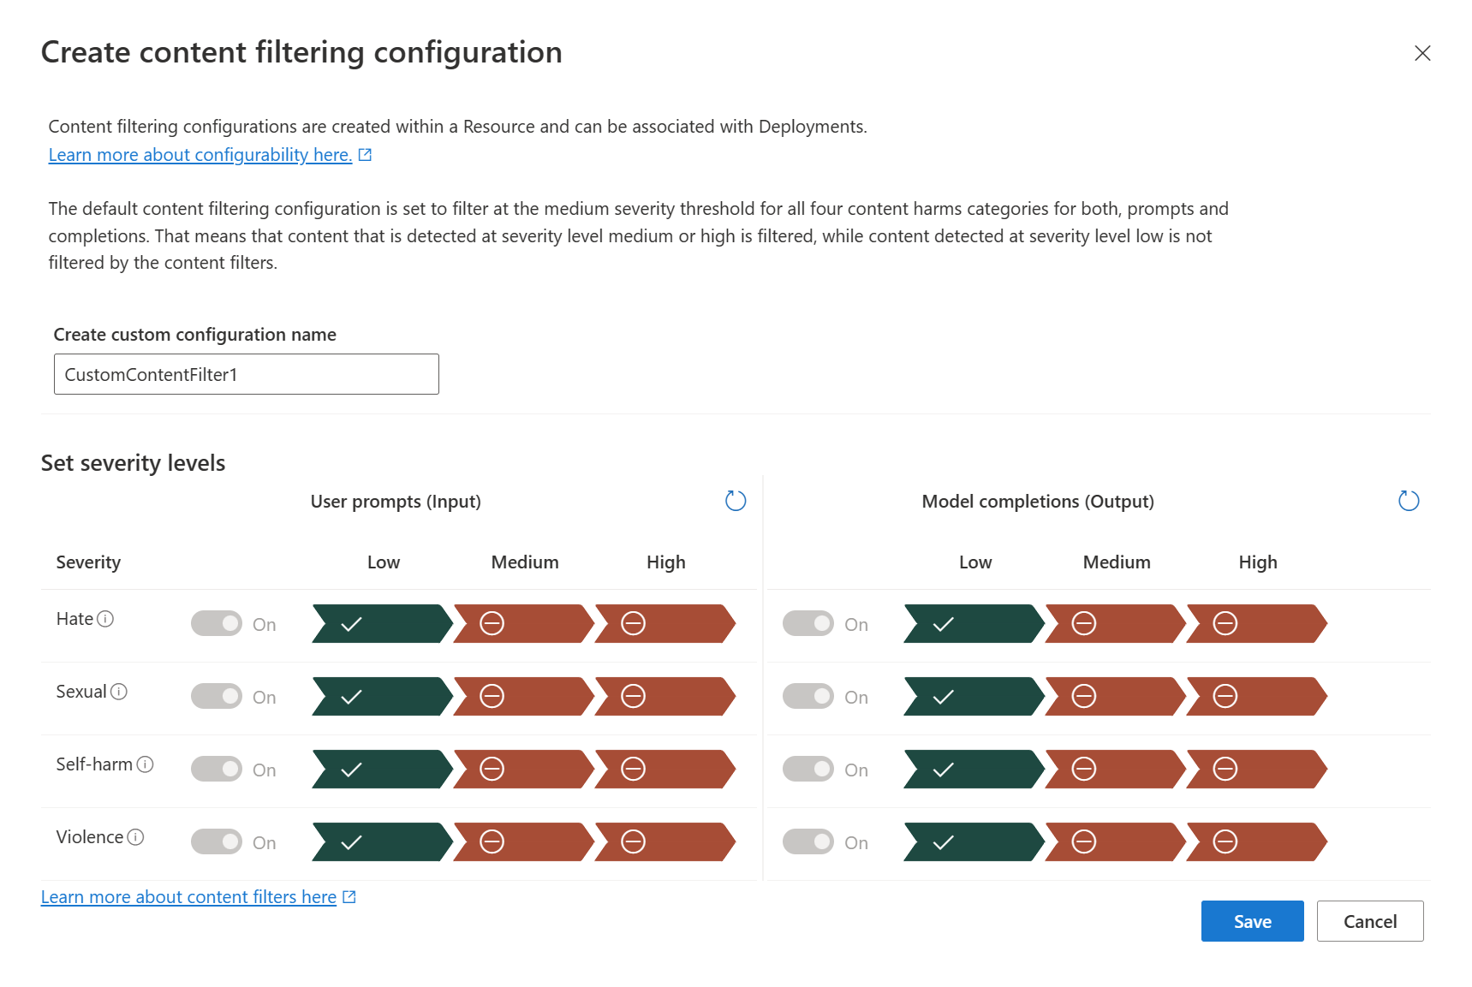 Create content filtering configuration
Content filtering configurations are created within a Resource and can be associated with Deployments.
Learn more about configurability here.
The default content filtering configuration is set to filter at the medium severity threshold for all four content harms categories for both, prompts and
completions. That means that content that is detected at severity level medium or high is filtered, while content detected at severity level low is not
filtered by the content filters.
Create custom configuration name
CustomContentFilter1
Set severity levels
User prompts (Input)
Model completions (Output)
Severity Low Medium High Low Medium High
Hate On On
Sexual On On
Self-harm On On
Violence On On
Learn more about content filters here
Save Cancel